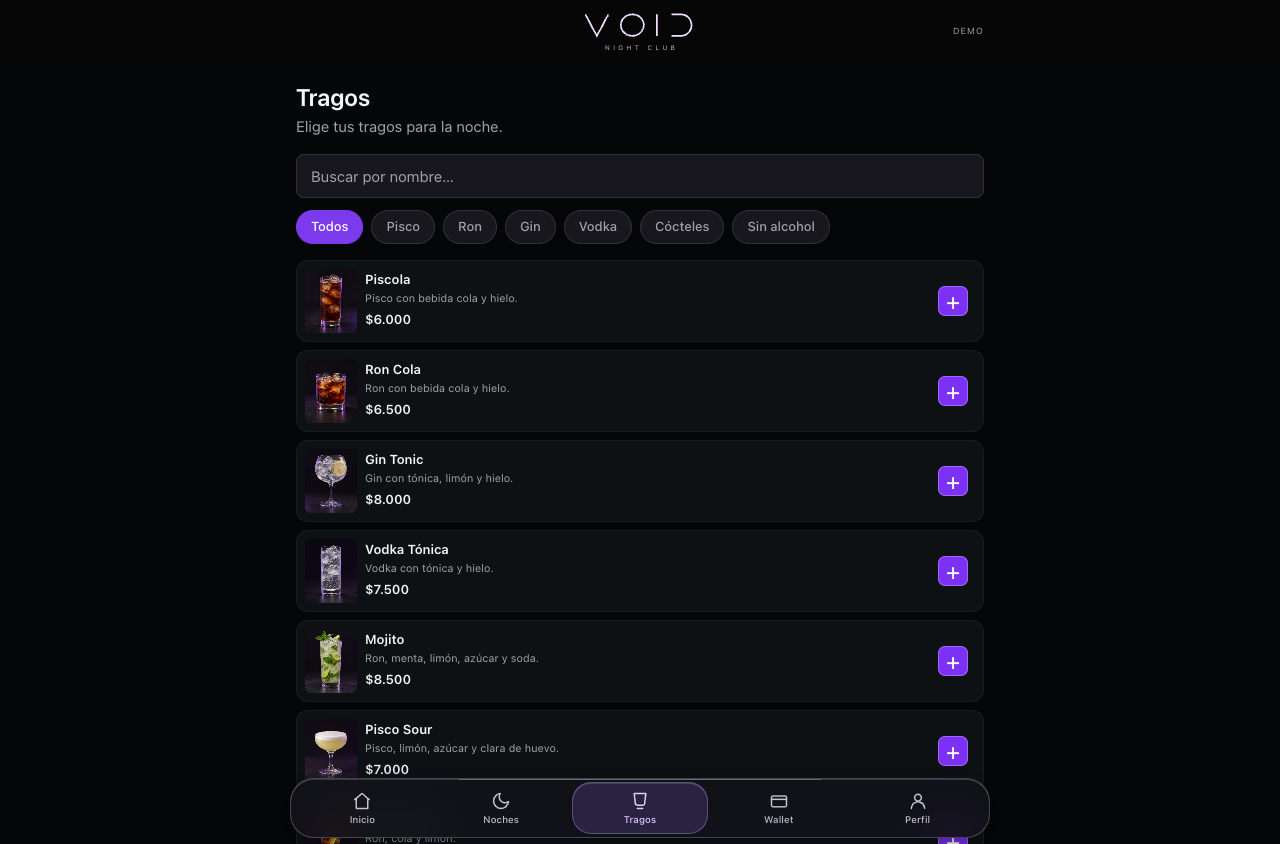 VOID
NIGHT CLUB
DEMO
Tragos
Elige tus tragos para la noche.
Buscar por nombre...
Todos
Pisco
Ron
Gin
Vodka
Cócteles
Sin alcohol
Piscola
Pisco con bebida cola y hielo.
$6.000
Ron Cola
Ron con bebida cola y hielo.
$6.500
Gin Tonic
Gin con tónica, limón y hielo.
$8.000
Vodka Tónica
Vodka con tónica y hielo.
$7.500
Mojito
Ron, menta, limón, azúcar y soda.
$8.500
Pisco Sour
Pisco, limón, azúcar y clara de huevo.
$7.000
Inicio
Noches
Tragos
Wallet
Perfil
Ron, cola y limón.